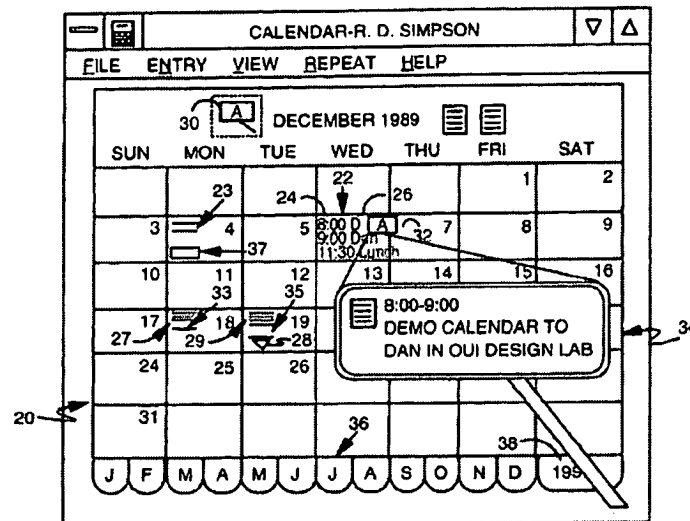 CALENDAR-R. D. SIMPSON
FILE ENTRY VIEW REPEAT HELP
30 A DECEMBER 1989
SUN MON TUE WED THU FRI SAT
1 2
23 24 22 26
3 4 5 8:00 D A 32 7 8 9
9:00 Dan
37 11:30 Lunch
10 11 12 13 14 15 16
33 35
8:00-9:00
17 18 19
DEMO CALENDAR TO
27 29 28
DAN IN OUI DESIGN LAB
24 25 26
20 31 36 38
J F M A M J J A S O N D 199